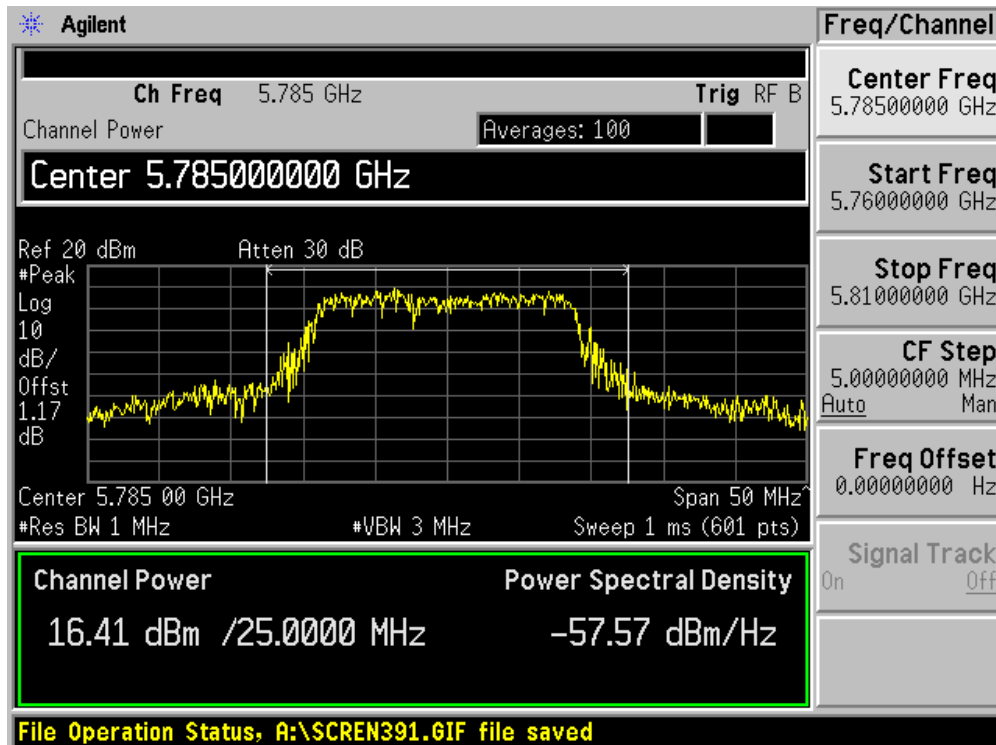 Agilent
Freq/Channel
Ch Freq 5.785 GHz Trig RF B
Channel Power Averages: 100
Center 5.785000000 GHz
Ref 20 dBm Atten 30 dB
#Peak
Log
10
dB/
Offst
1.17
dB
Center 5.785 00 GHz Span 50 MHz^
#Res BW 1 MHz #VBW 3 MHz Sweep 1 ms (601 pts)
Channel Power Power Spectral Density
16.41 dBm /25.0000 MHz -57.57 dBm/Hz
File Operation Status, A:\SCREN391.GIF file saved
Center Freq
5.78500000 GHz
Start Freq
5.76000000 GHz
Stop Freq
5.81000000 GHz
CF Step
5.00000000 MHz
Auto Man
Freq Offset
0.00000000 Hz
Signal Track
On Off